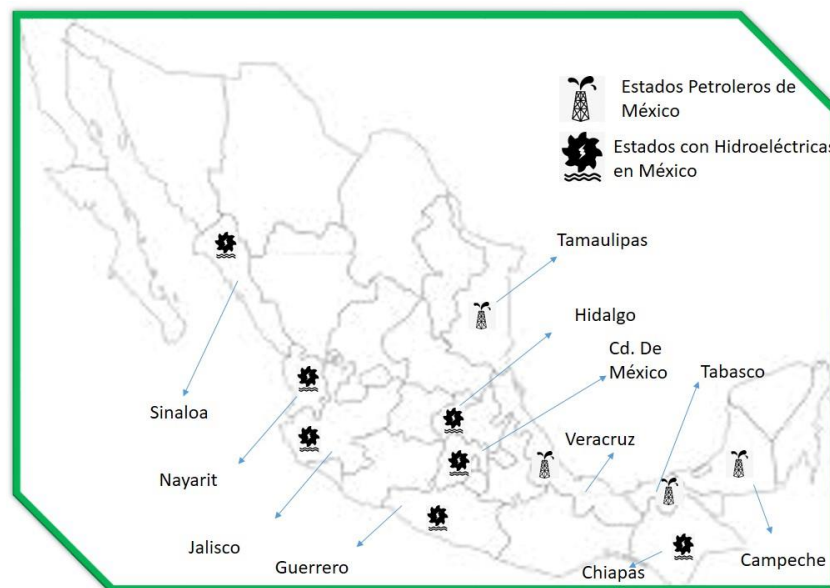 Estados Petroleros de
México
Estados con Hidroeléctricas
en México
Tamaulipas
Hidalgo
Cd. De
México
Tabasco
Sinaloa
Veracruz
Nayarit
Jalisco
Guerrero
Chiapas
Campeche